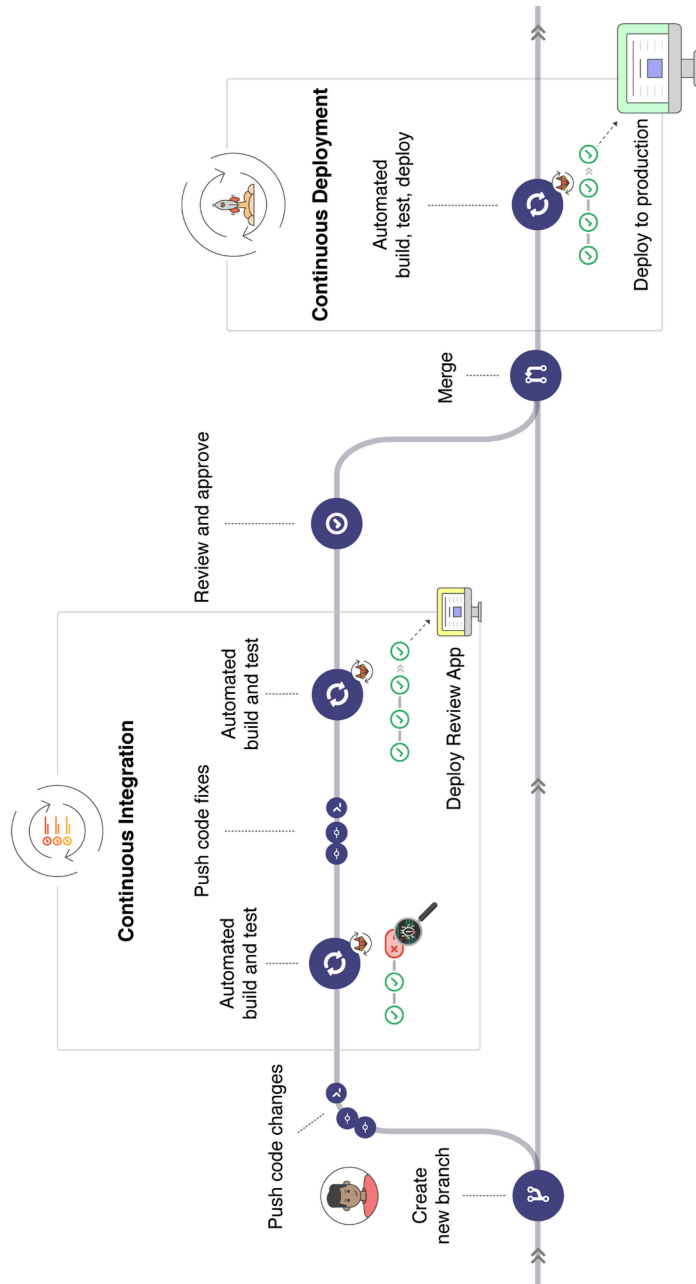 Continuous Integration
Continuous Deployment
Create
new branch
Push code changes
Automated
build and test
Push code fixes
Automated
build and test
Deploy Review App
Review and approve
Merge
Automated
build, test, deploy
Deploy to production